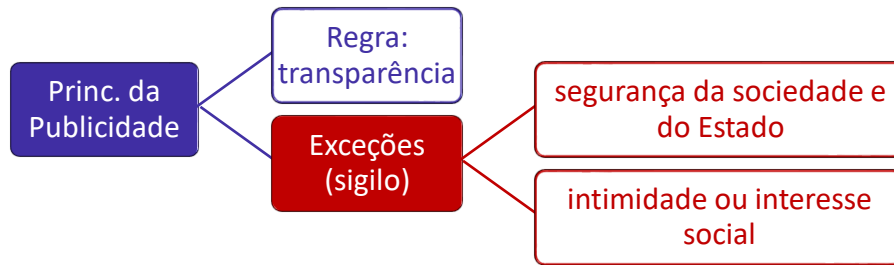 Princ. da
Publicidade
Regra:
transparência
Exceções
(sigilo)
segurança da sociedade e
do Estado
intimidade ou interesse
social